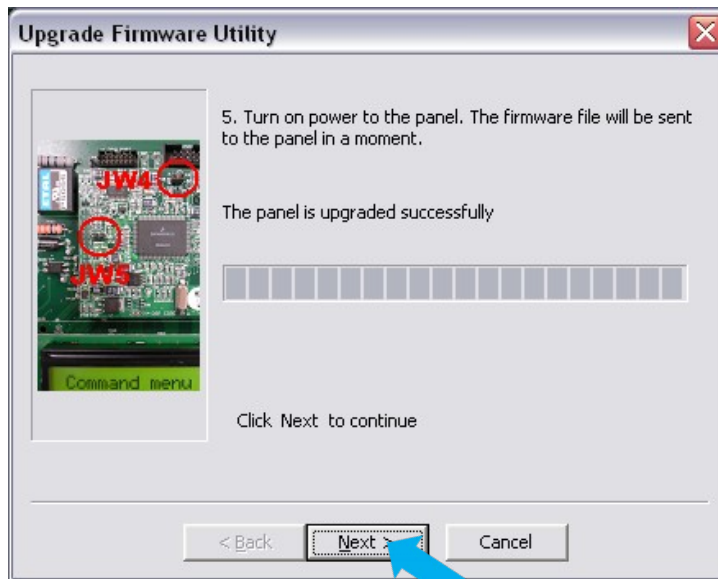 Upgrade Firmware Utility
5. Turn on power to the panel. The firmware file will be sent
to the panel in a moment.
JW4
The panel is upgraded successfully
JW5
Command menu
Click Next to continue
< Back
Next >
Cancel